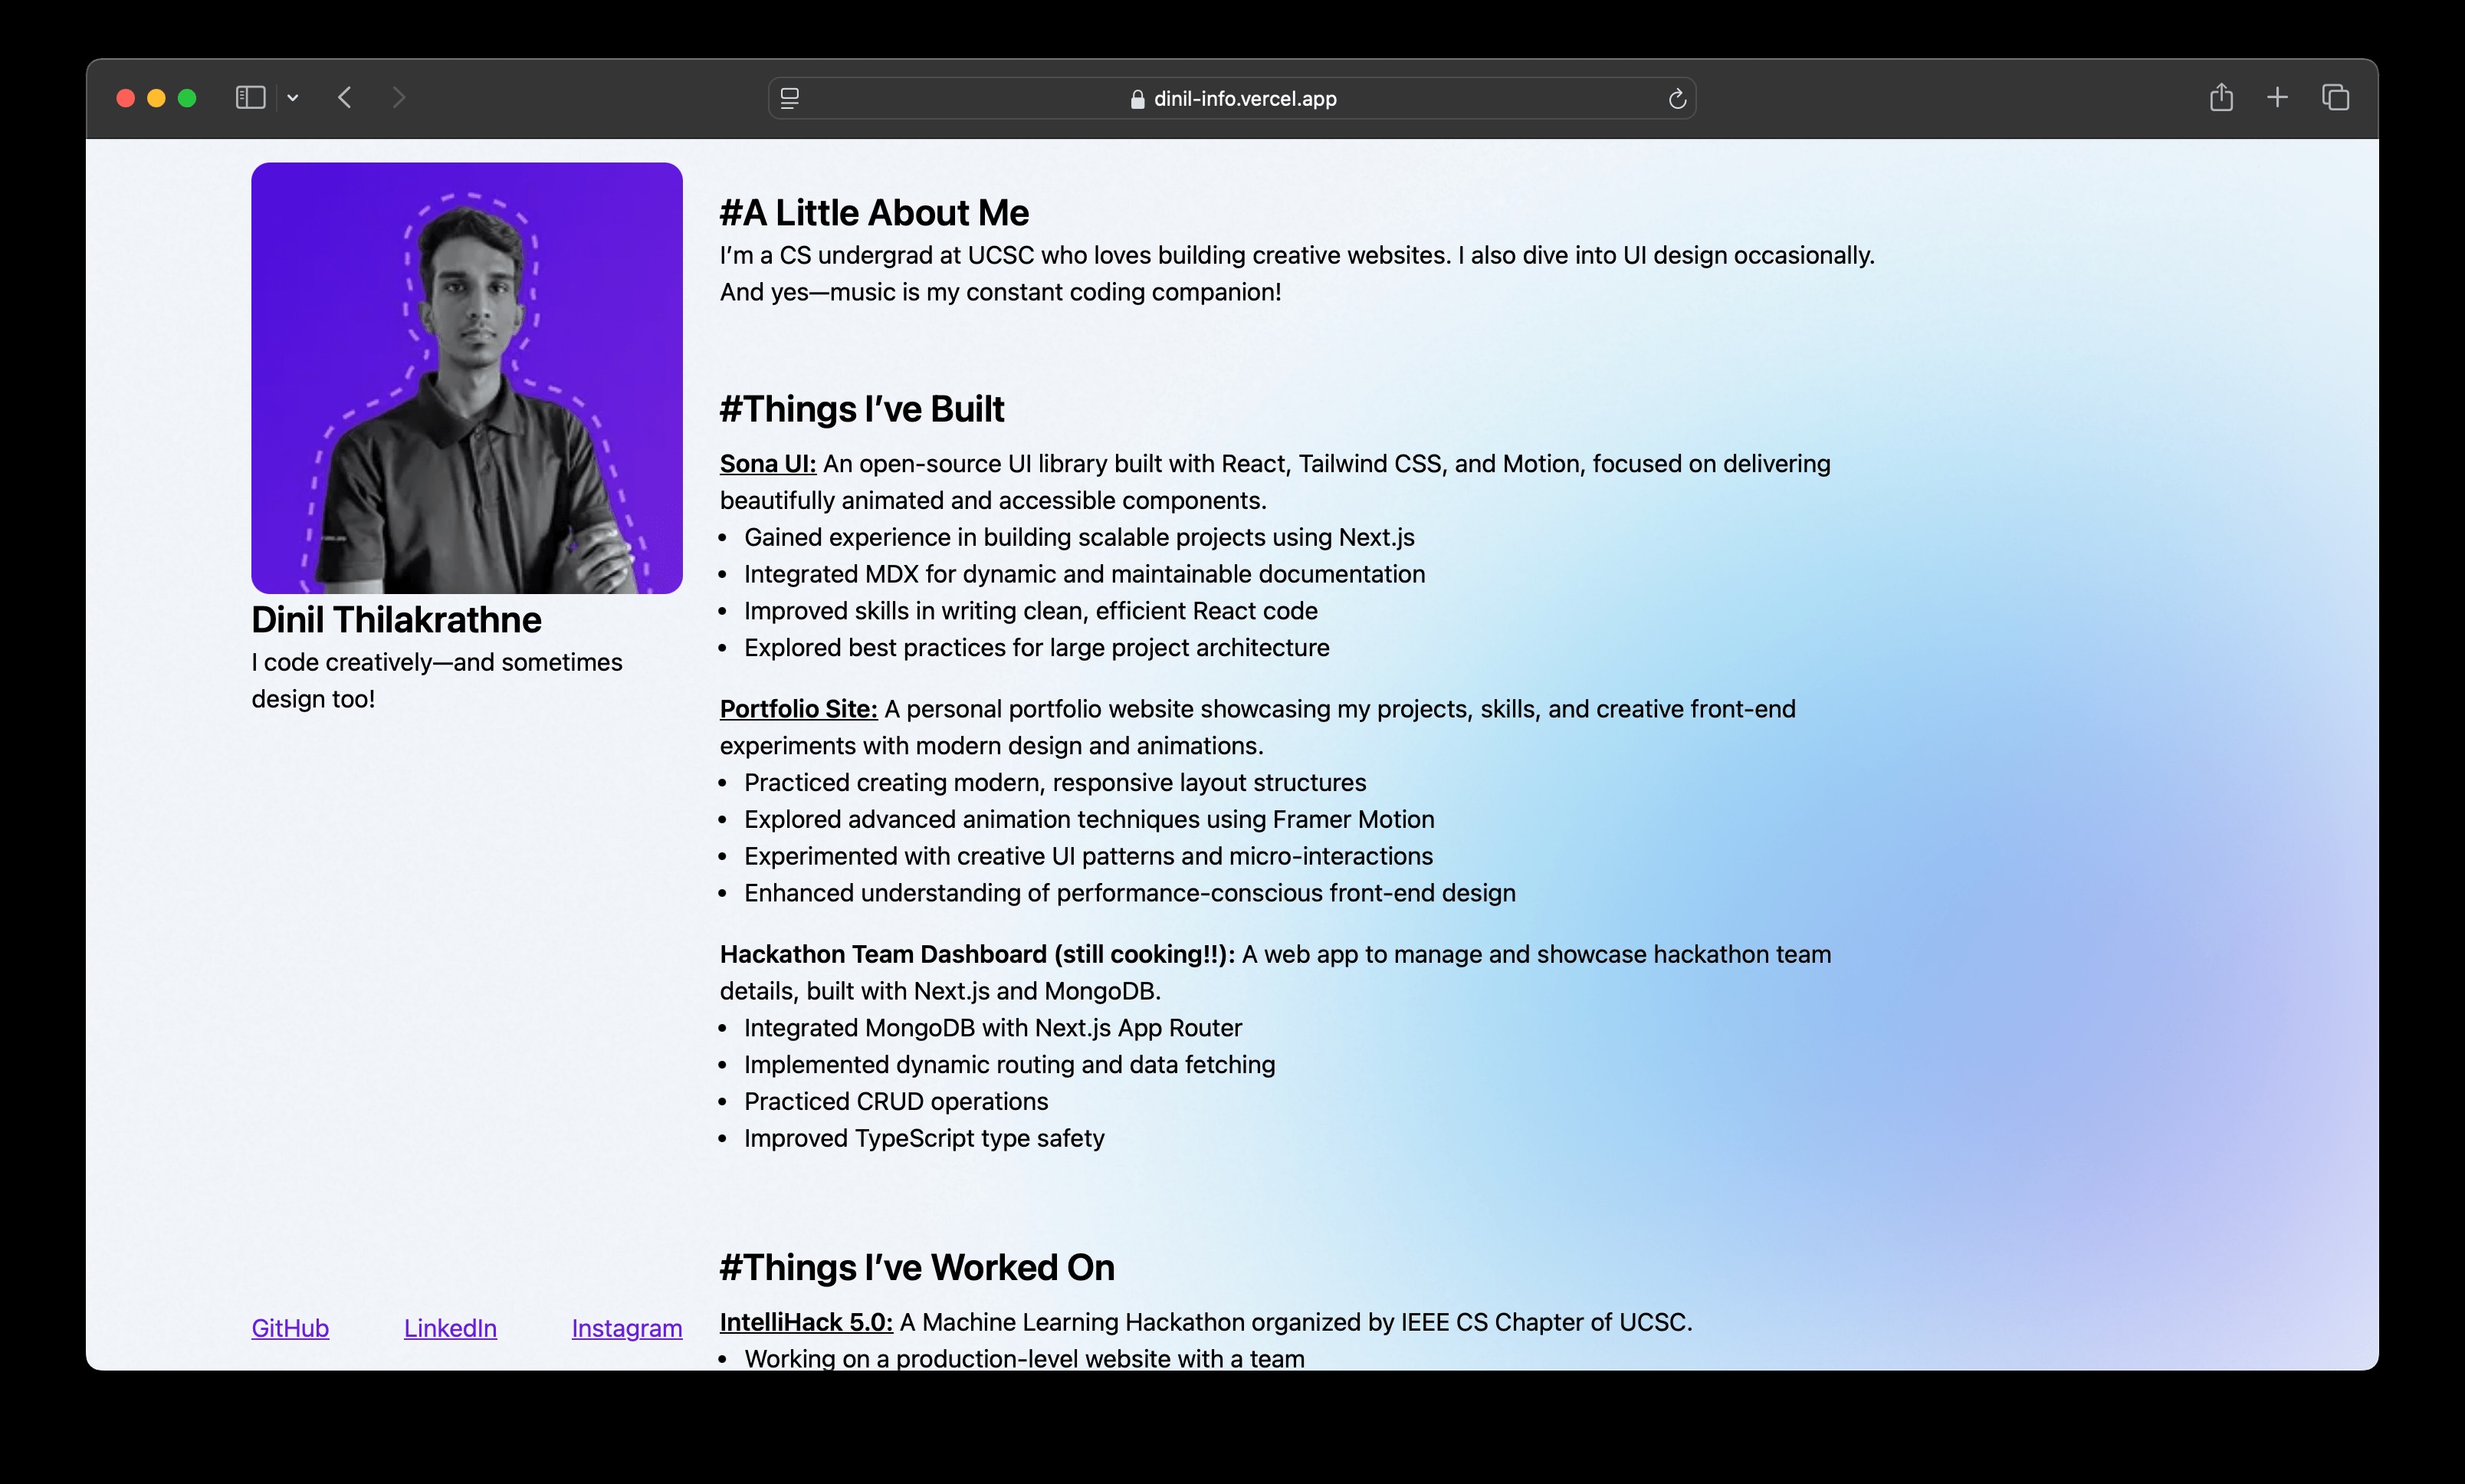 dinil-info.vercel.app
Dinil Thilakrathne
I code creatively—and sometimes
design too!
GitHub
LinkedIn
Instagram
#A Little About Me
I’m a CS undergrad at UCSC who loves building creative websites. I also dive into UI design occasionally.
And yes—music is my constant coding companion!
#Things I’ve Built
Sona UI: An open-source UI library built with React, Tailwind CSS, and Motion, focused on delivering
beautifully animated and accessible components.
• Gained experience in building scalable projects using Next.js
• Integrated MDX for dynamic and maintainable documentation
• Improved skills in writing clean, efficient React code
• Explored best practices for large project architecture
Portfolio Site: A personal portfolio website showcasing my projects, skills, and creative front-end
experiments with modern design and animations.
• Practiced creating modern, responsive layout structures
• Explored advanced animation techniques using Framer Motion
• Experimented with creative UI patterns and micro-interactions
• Enhanced understanding of performance-conscious front-end design
Hackathon Team Dashboard (still cooking!!): A web app to manage and showcase hackathon team
details, built with Next.js and MongoDB.
• Integrated MongoDB with Next.js App Router
• Implemented dynamic routing and data fetching
• Practiced CRUD operations
• Improved TypeScript type safety
#Things I’ve Worked On
IntelliHack 5.0: A Machine Learning Hackathon organized by IEEE CS Chapter of UCSC.
• Working on a production-level website with a team